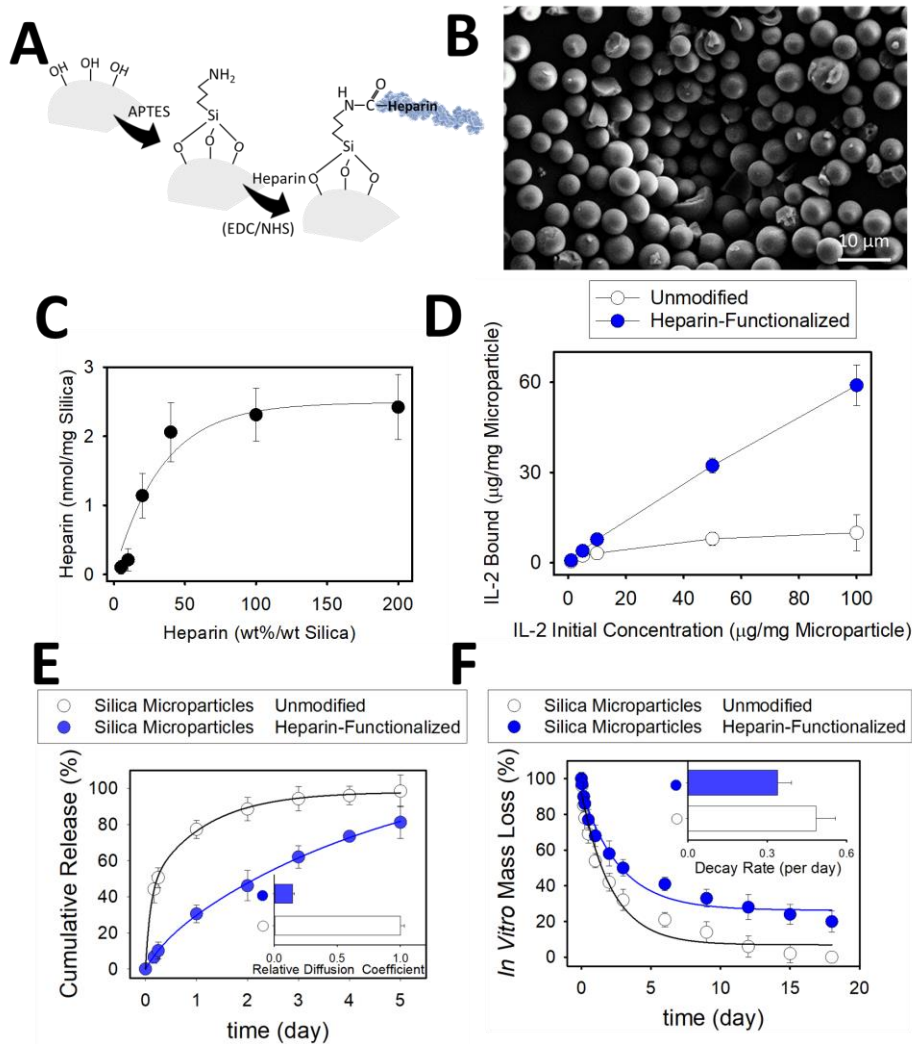 A
OH
OH
OH
APTES
NH2
Si
O
O
O
Heparin
(EDC/NHS)
H
N
C
O
Heparin
Si
O
O
O
B
10 µm
C
3
2
1
0
Heparin (nmol/mg Slilica)
0 50 100 150 200
Heparin (wt%/wt Silica)
D
Unmodified
Heparin-Functionalized
60
30
0
IL-2 Bound (µg/mg Microparticle)
0 20 40 60 80 100
IL-2 Initial Concentration (µg/mg Microparticle)
E
Silica Microparticles Unmodified
Silica Microparticles Heparin-Functionalized
100
80
60
40
20
0
Cumulative Release (%)
0.0 0.5 1.0
Relative Diffusion Coefficient
0 1 2 3 4 5
time (day)
F
Silica Microparticles Unmodified
Silica Microparticles Heparin-Functionalized
100
80
60
40
20
0
In Vitro Mass Loss (%)
0.0 0.3 0.6
Decay Rate (per day)
0 5 10 15 20
time (day)